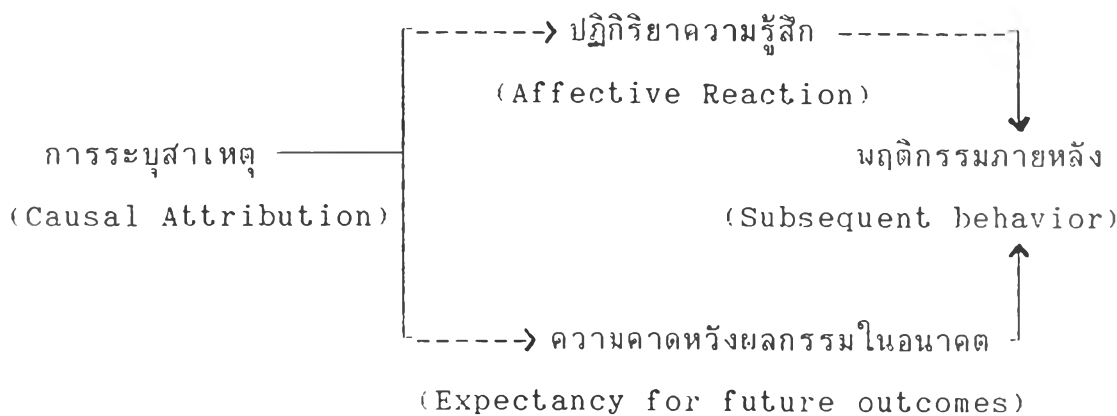 ปฏิกิริยาความรู้สึก
(Affective Reaction)
การระบุสาเหตุ
พฤติกรรมภายหลัง
(Causal Attribution)
(Subsequent behavior)
ความคาดหวังผลกรรมในอนาคต
(Expectancy for future outcomes)